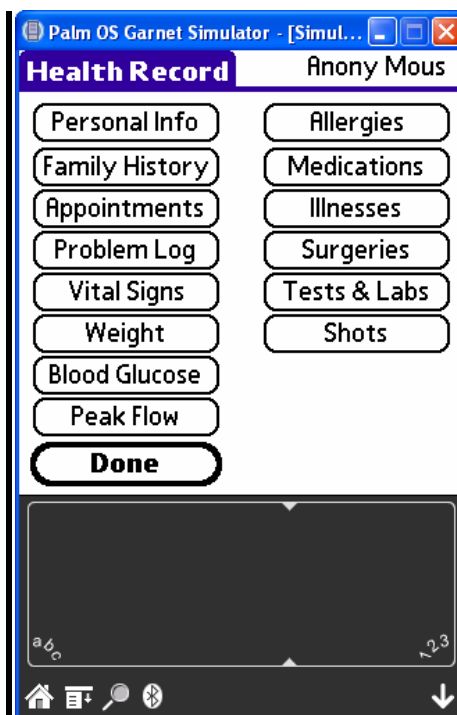 Palm OS Garnet Simulator - [Simul...
Health Record
Anony Mous
Personal Info
Family History
Appointments
Problem Log
Vital Signs
Weight
Blood Glucose
Peak Flow
Done
Allergies
Medications
Illnesses
Surgeries
Tests & Labs
Shots
abc
123